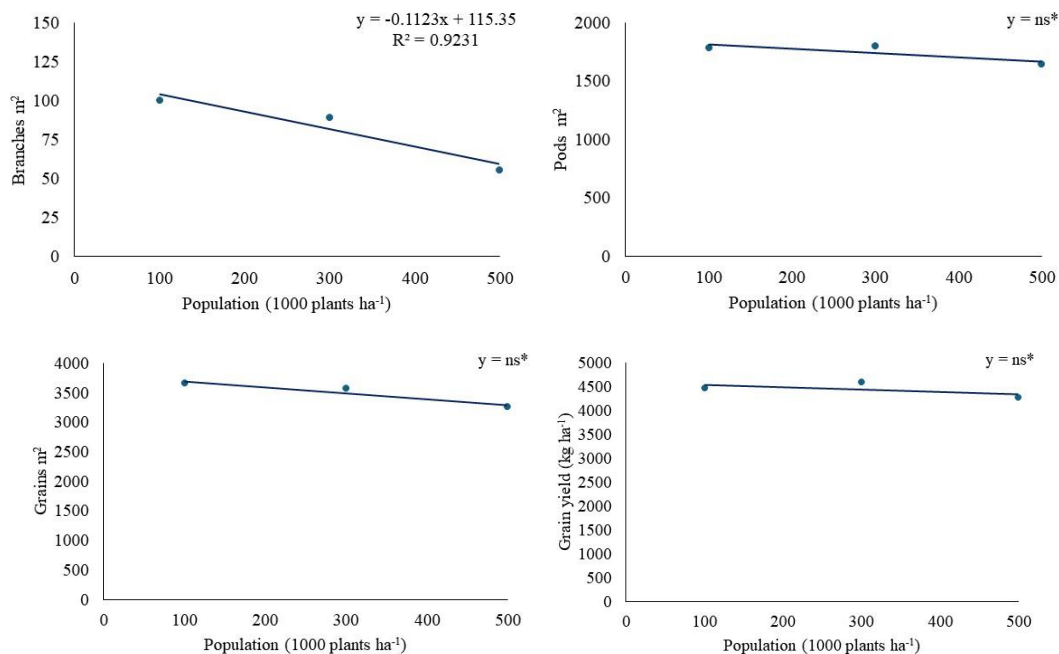 y = -0.1123x + 115.35
R² = 0.9231
150
125
100
75
50
25
0
Branches m²
0 100 200 300 400 500
Population (1000 plants ha⁻¹)
y = ns*
2000
1500
1000
500
0
Pods m²
0 100 200 300 400 500
Population (1000 plants ha⁻¹)
y = ns*
4000
3500
3000
2500
2000
1500
1000
500
0
Grains m²
0 100 200 300 400 500
Population (1000 plants ha⁻¹)
y = ns*
5000
4500
4000
3500
3000
2500
2000
1500
1000
500
0
Grain yield (kg ha⁻¹)
0 100 200 300 400 500
Population (1000 plants ha⁻¹)